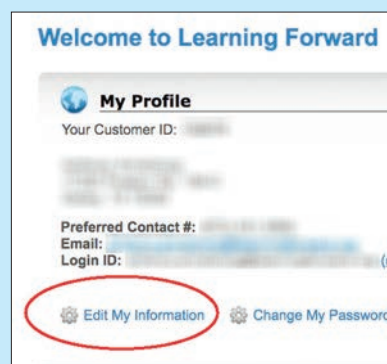 Welcome to Learning Forward
My Profile
Your Customer ID:
Preferred Contact #:
Email:
Login ID:
Edit My Information Change My Password